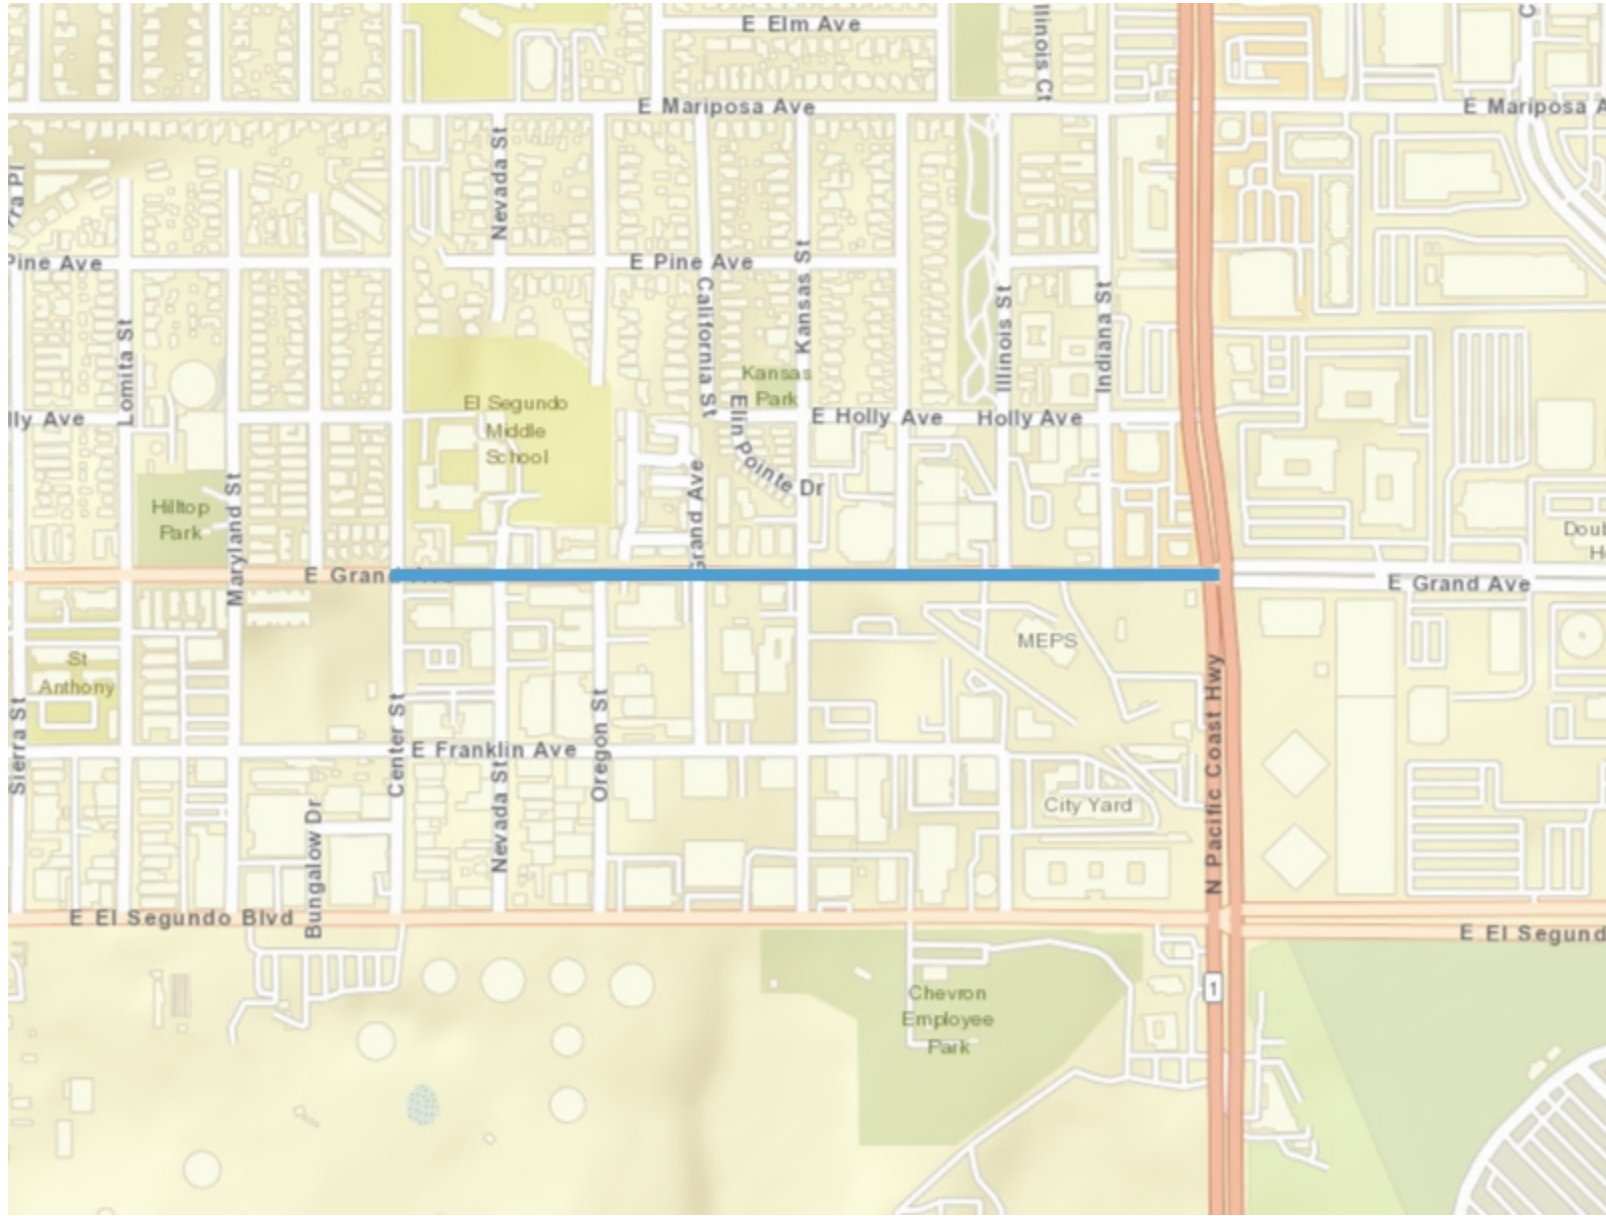 E Elm Ave
E Mariposa Ave
E Mariposa A
Illinois Ct
Nevada St
Pine Ave
E Pine Ave
Lomita St
California St
Kansas St
Illinois St
Indiana St
Kansas
Park
lly Ave
El Segundo
Middle
School
Elin Pointe Dr
E Holly Ave
Holly Ave
Hilltop
Park
Maryland St
Grand Ave
E Grand
E Grand Ave
St
Anthony
MEPS
Sierra St
Center St
E Franklin Ave
Oregon St
Nevada St
Bungalow Dr
City Yard
N Pacific Coast Hwy
E El Segundo Blvd
E El Segund
1
Chevron
Employee
Park